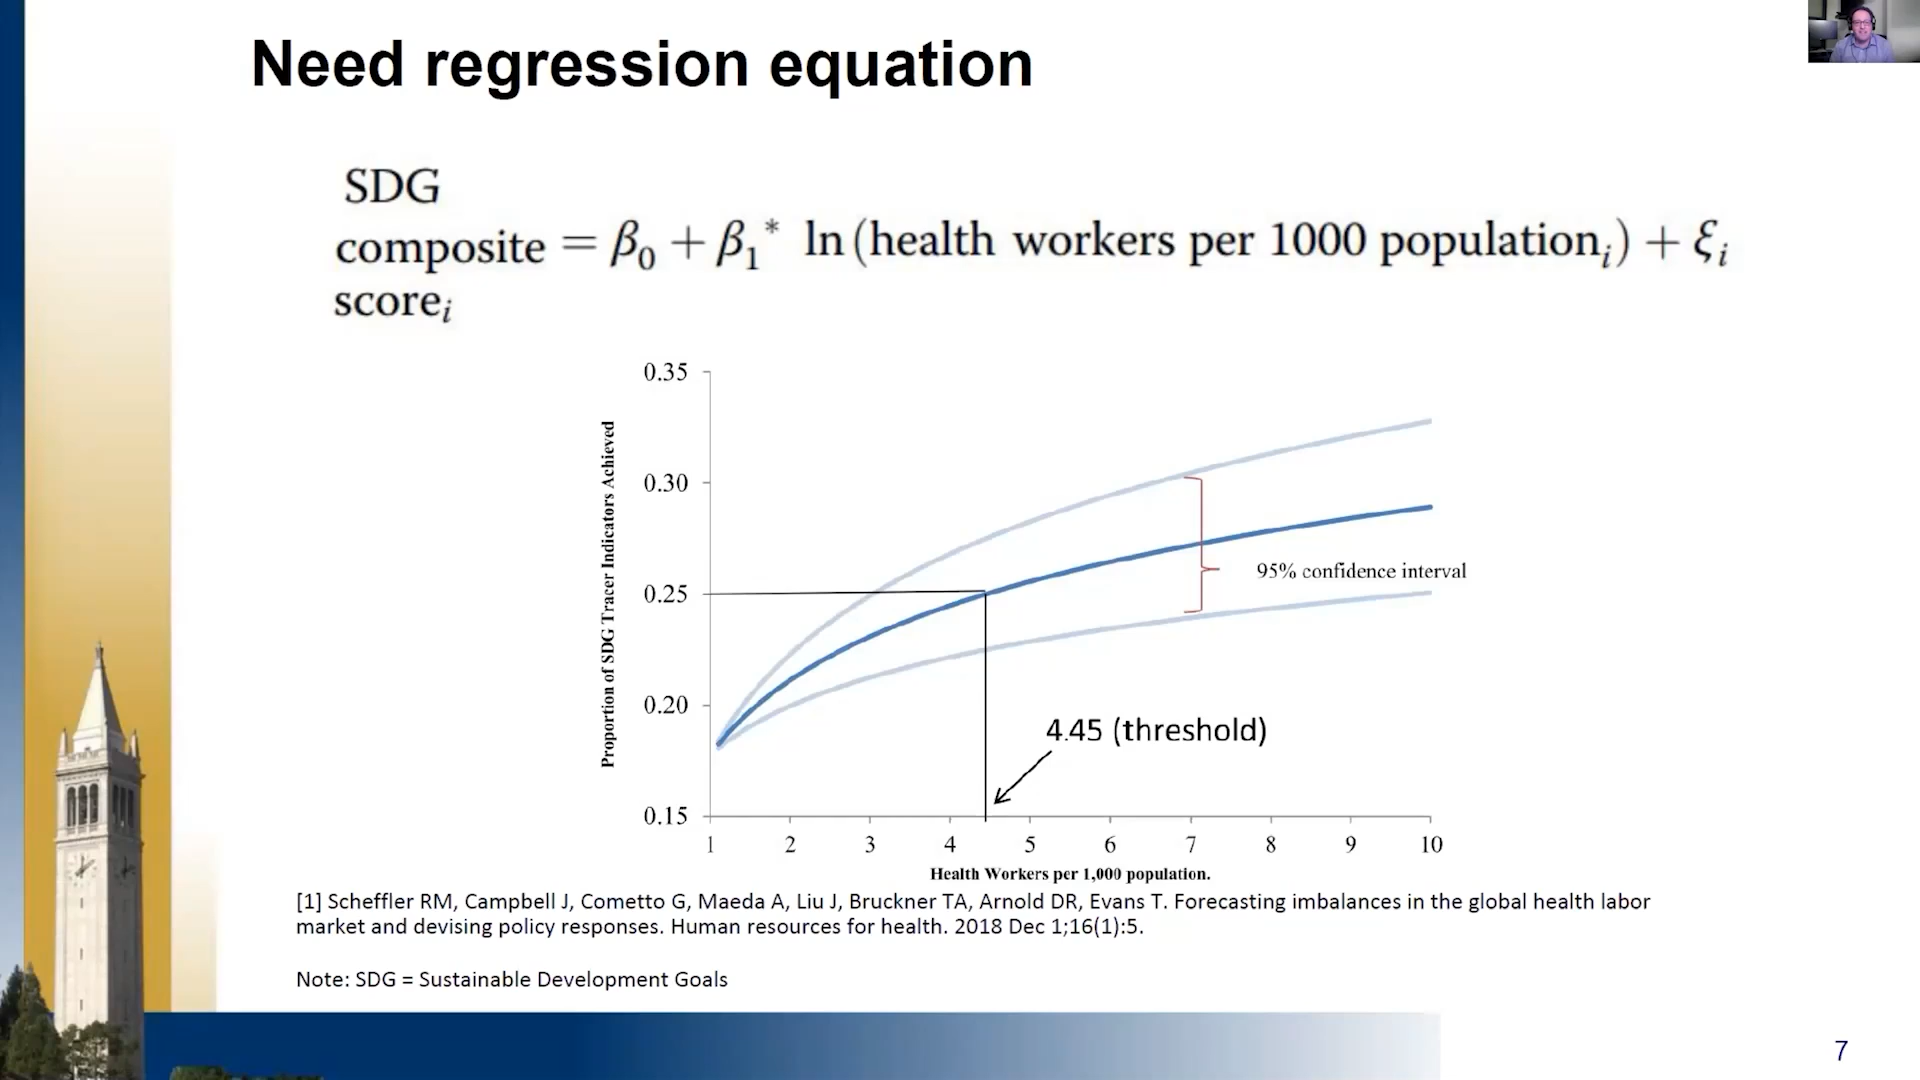 Need regression equation
SDG
composite = β₀ + β₁* ln (health workers per 1000 populationᵢ) + ξᵢ
scoreᵢ
0.35
0.30
0.25
0.20
0.15
Proportion of SDG Tracer Indicators Achieved
95% confidence interval
4.45 (threshold)
1 2 3 4 5 6 7 8 9 10
Health Workers per 1,000 population.
[1] Scheffler RM, Campbell J, Cometto G, Maeda A, Liu J, Bruckner TA, Arnold DR, Evans T. Forecasting imbalances in the global health labor
market and devising policy responses. Human resources for health. 2018 Dec 1;16(1):5.
Note: SDG = Sustainable Development Goals
7